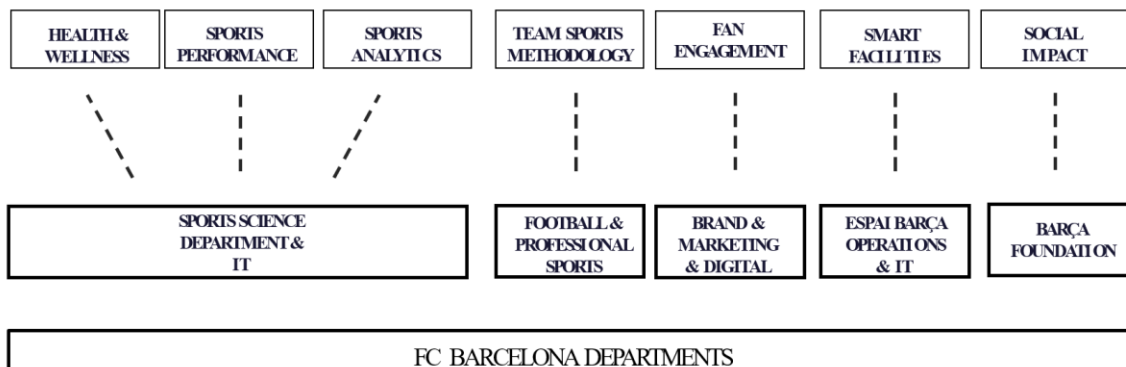 HEALTH &
WELLNESS
SPORTS
PERFORMANCE
SPORTS
ANALYTICS
TEAM SPORTS
METHODOLOGY
FAN
ENGAGEMENT
SMART
FACILITIES
SOCIAL
IMPACT
SPORTS SCIENCE
DEPARTMENT &
IT
FOOTBALL &
PROFESSIONAL
SPORTS
BRAND &
MARKETING
& DIGITAL
ESPAI BARÇA
OPERATIONS
& IT
BARÇA
FOUNDATION
FC BARCELONA DEPARTMENTS